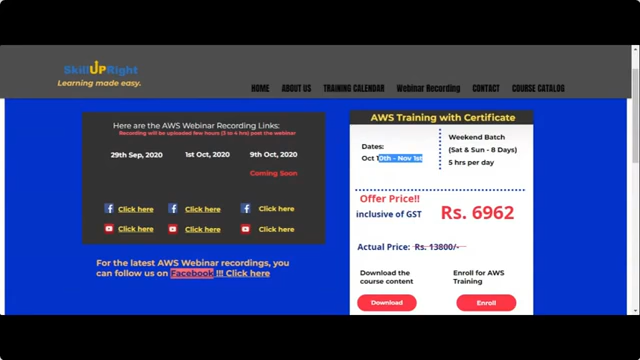 SkillUPRight
Learning made easy.
HOME ABOUT US TRAINING CALENDAR Webinar Recording CONTACT COURSE CATALOG
Here are the AWS Webinar Recording Links:
Recording will be uploaded few hours (3 to 4 hrs) post the webinar
29th Sep, 2020 1st Oct, 2020 9th Oct, 2020
Coming Soon
Click here Click here Click here
Click here Click here Click here
For the latest AWS Webinar recordings, you
can follow us on Facebook !!! Click here
AWS Training with Certificate
Dates:
Oct 10th - Nov 1st
Weekend Batch
(Sat & Sun - 8 Days)
5 hrs per day
Offer Price!!
inclusive of GST
Rs. 6962
Actual Price: Rs. 13800/-
Download the
course content
Download
Enroll for AWS
Training
Enroll